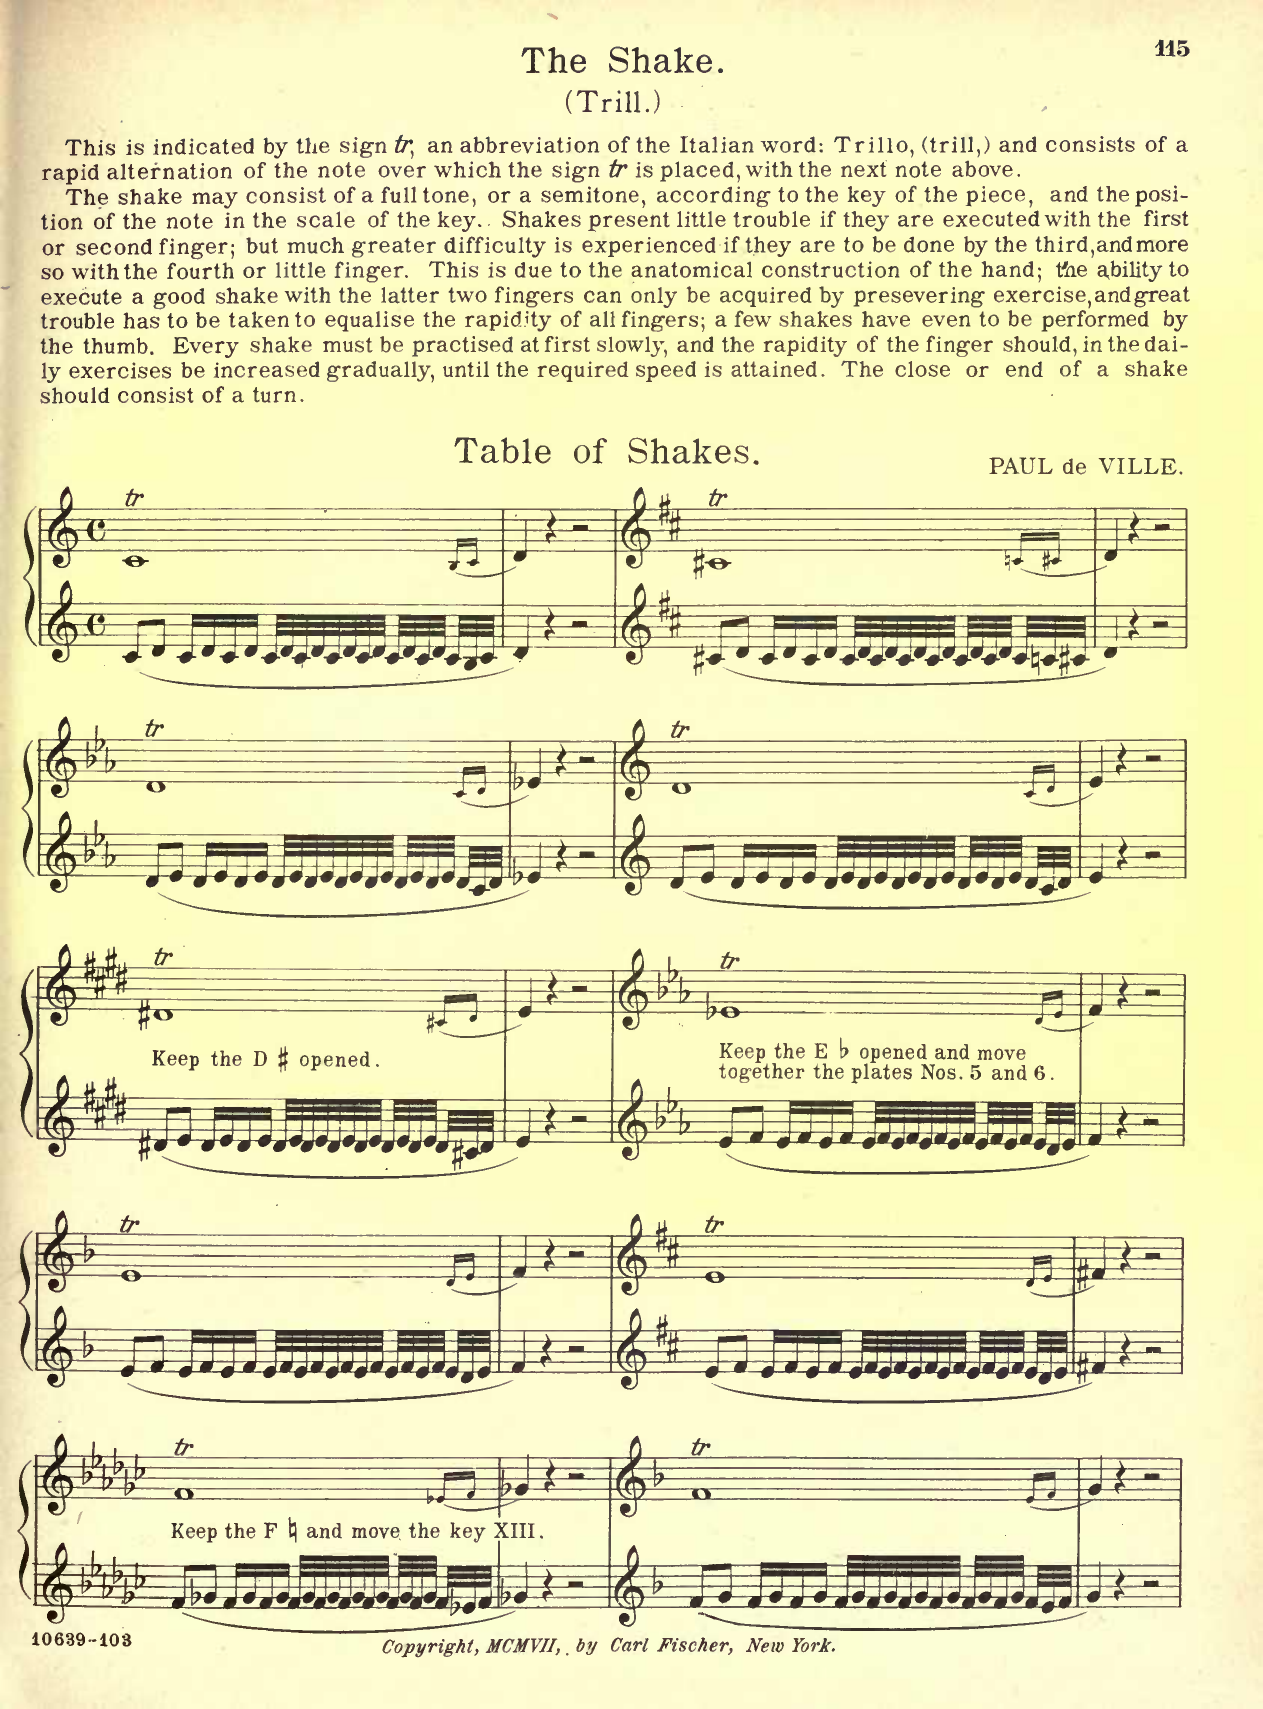 115
The Shake.
(Trill.)
This is indicated by the sign tr, an abbreviation of the Italian word: Trillo, (trill,) and consists of a
rapid alternation of the note over which the sign tr is placed, with the next note above.
The shake may consist of a full tone, or a semitone, according to the key of the piece, and the posi-
tion of the note in the scale of the key. Shakes present little trouble if they are executed with the first
or second finger; but much greater difficulty is experienced if they are to be done by the third, and more
so with the fourth or little finger. This is due to the anatomical construction of the hand; the ability to
execute a good shake with the latter two fingers can only be acquired by presevering exercise, and great
trouble has to be taken to equalise the rapidity of all fingers; a few shakes have even to be performed by
the thumb. Every shake must be practised at first slowly, and the rapidity of the finger should, in the dai-
ly exercises be increased gradually, until the required speed is attained. The close or end of a shake
should consist of a turn.
Table of Shakes.
PAUL de VILLE.
tr tr
tr tr
tr tr
Keep the D ♯ opened.
Keep the E ♭ opened and move
together the plates Nos. 5 and 6.
tr tr
tr tr
Keep the F ♮ and move the key XIII.
10639-103
Copyright, MCMVII, by Carl Fischer, New York.